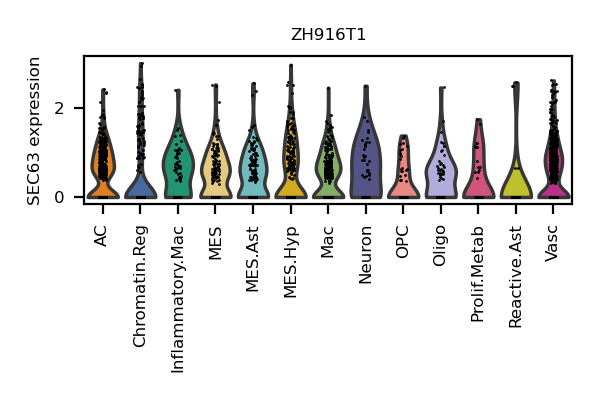 ZH916T1
SEC63 expression
2
0
AC
Chromatin.Reg
Inflammatory.Mac
MES
MES.Ast
MES.Hyp
Mac
Neuron
OPC
Oligo
Prolif.Metab
Reactive.Ast
Vasc